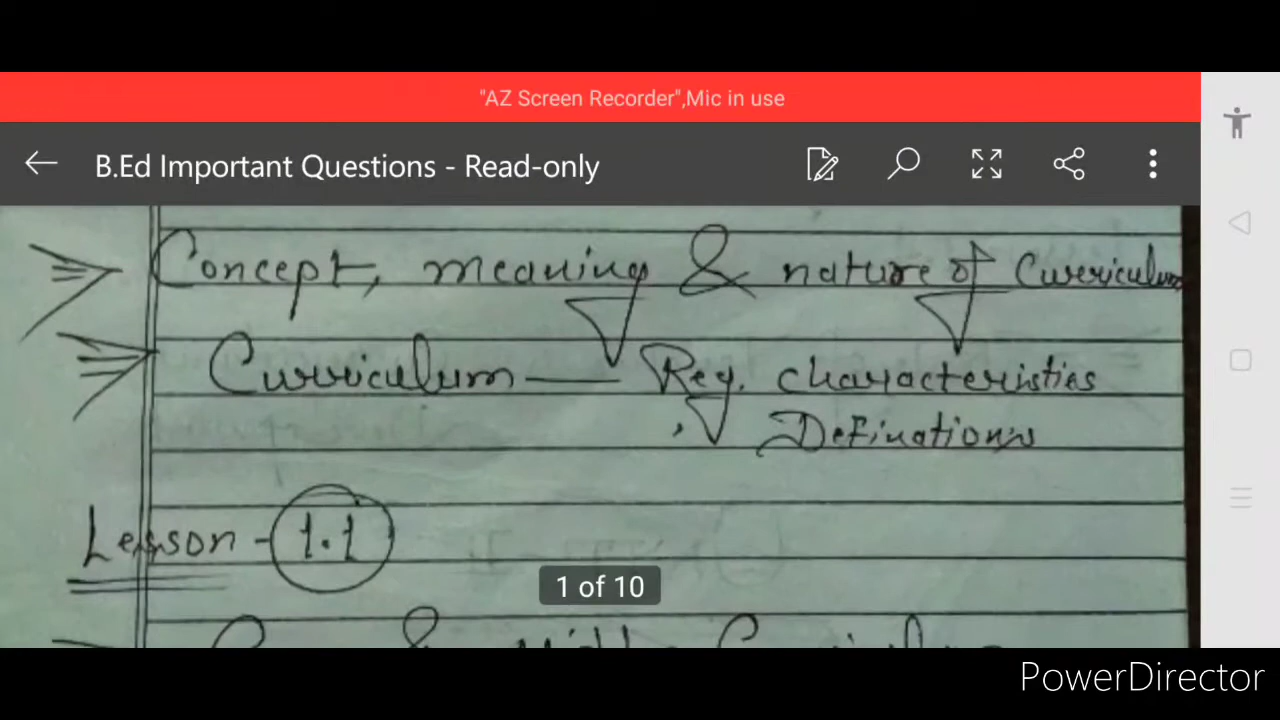 "AZ Screen Recorder",Mic in use
B.Ed Important Questions - Read-only
Concept, meaning & nature of Curriculum
Curriculum — Req. characteristics
Definations
Lesson - 1.1
1 of 10
PowerDirector